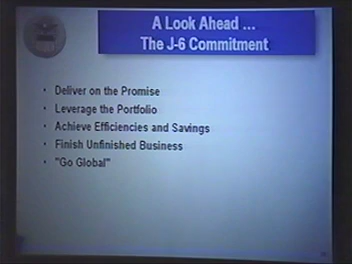 A Look Ahead ...
The J-6 Commitment
• Deliver on the Promise
• Leverage the Portfolio
• Achieve Efficiencies and Savings
• Finish Unfinished Business
• "Go Global"